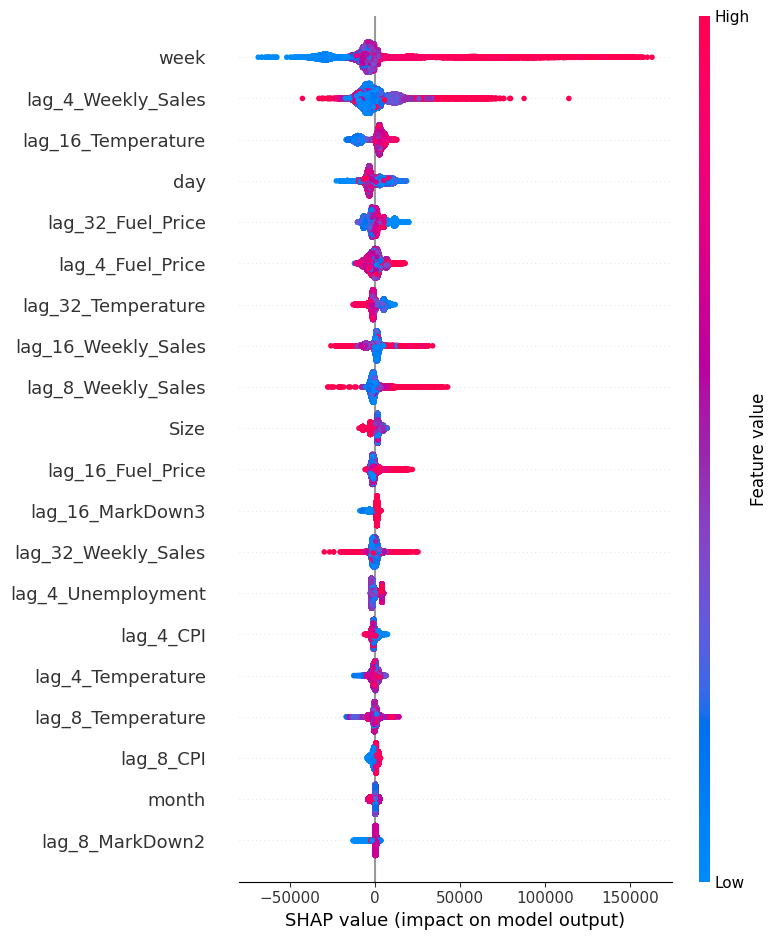 High
week
lag_4_Weekly_Sales
lag_16_Temperature
day
lag_32_Fuel_Price
lag_4_Fuel_Price
lag_32_Temperature
lag_16_Weekly_Sales
lag_8_Weekly_Sales
Size
lag_16_Fuel_Price
lag_16_MarkDown3
lag_32_Weekly_Sales
lag_4_Unemployment
lag_4_CPI
lag_4_Temperature
lag_8_Temperature
lag_8_CPI
month
lag_8_MarkDown2
Feature value
Low
−50000 0 50000 100000 150000
SHAP value (impact on model output)